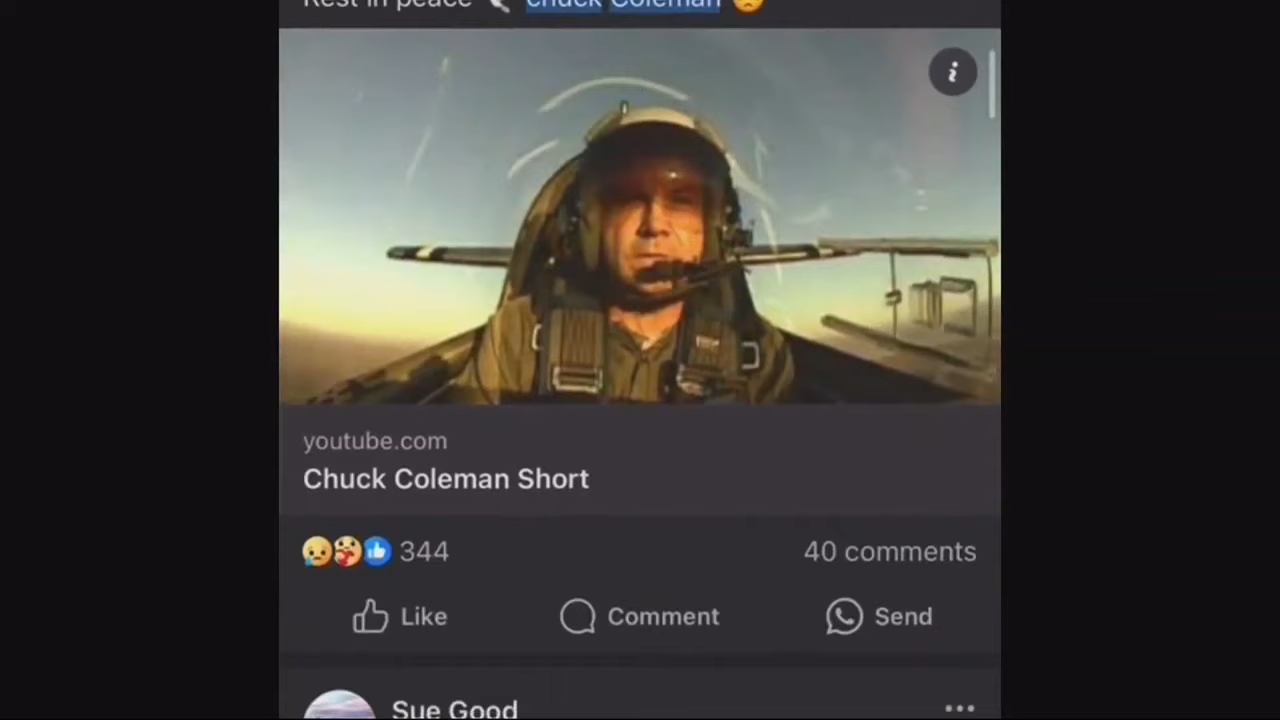 Rest in peace chuck Coleman
youtube.com
Chuck Coleman Short
344
40 comments
Like
Comment
Send
Sue Good